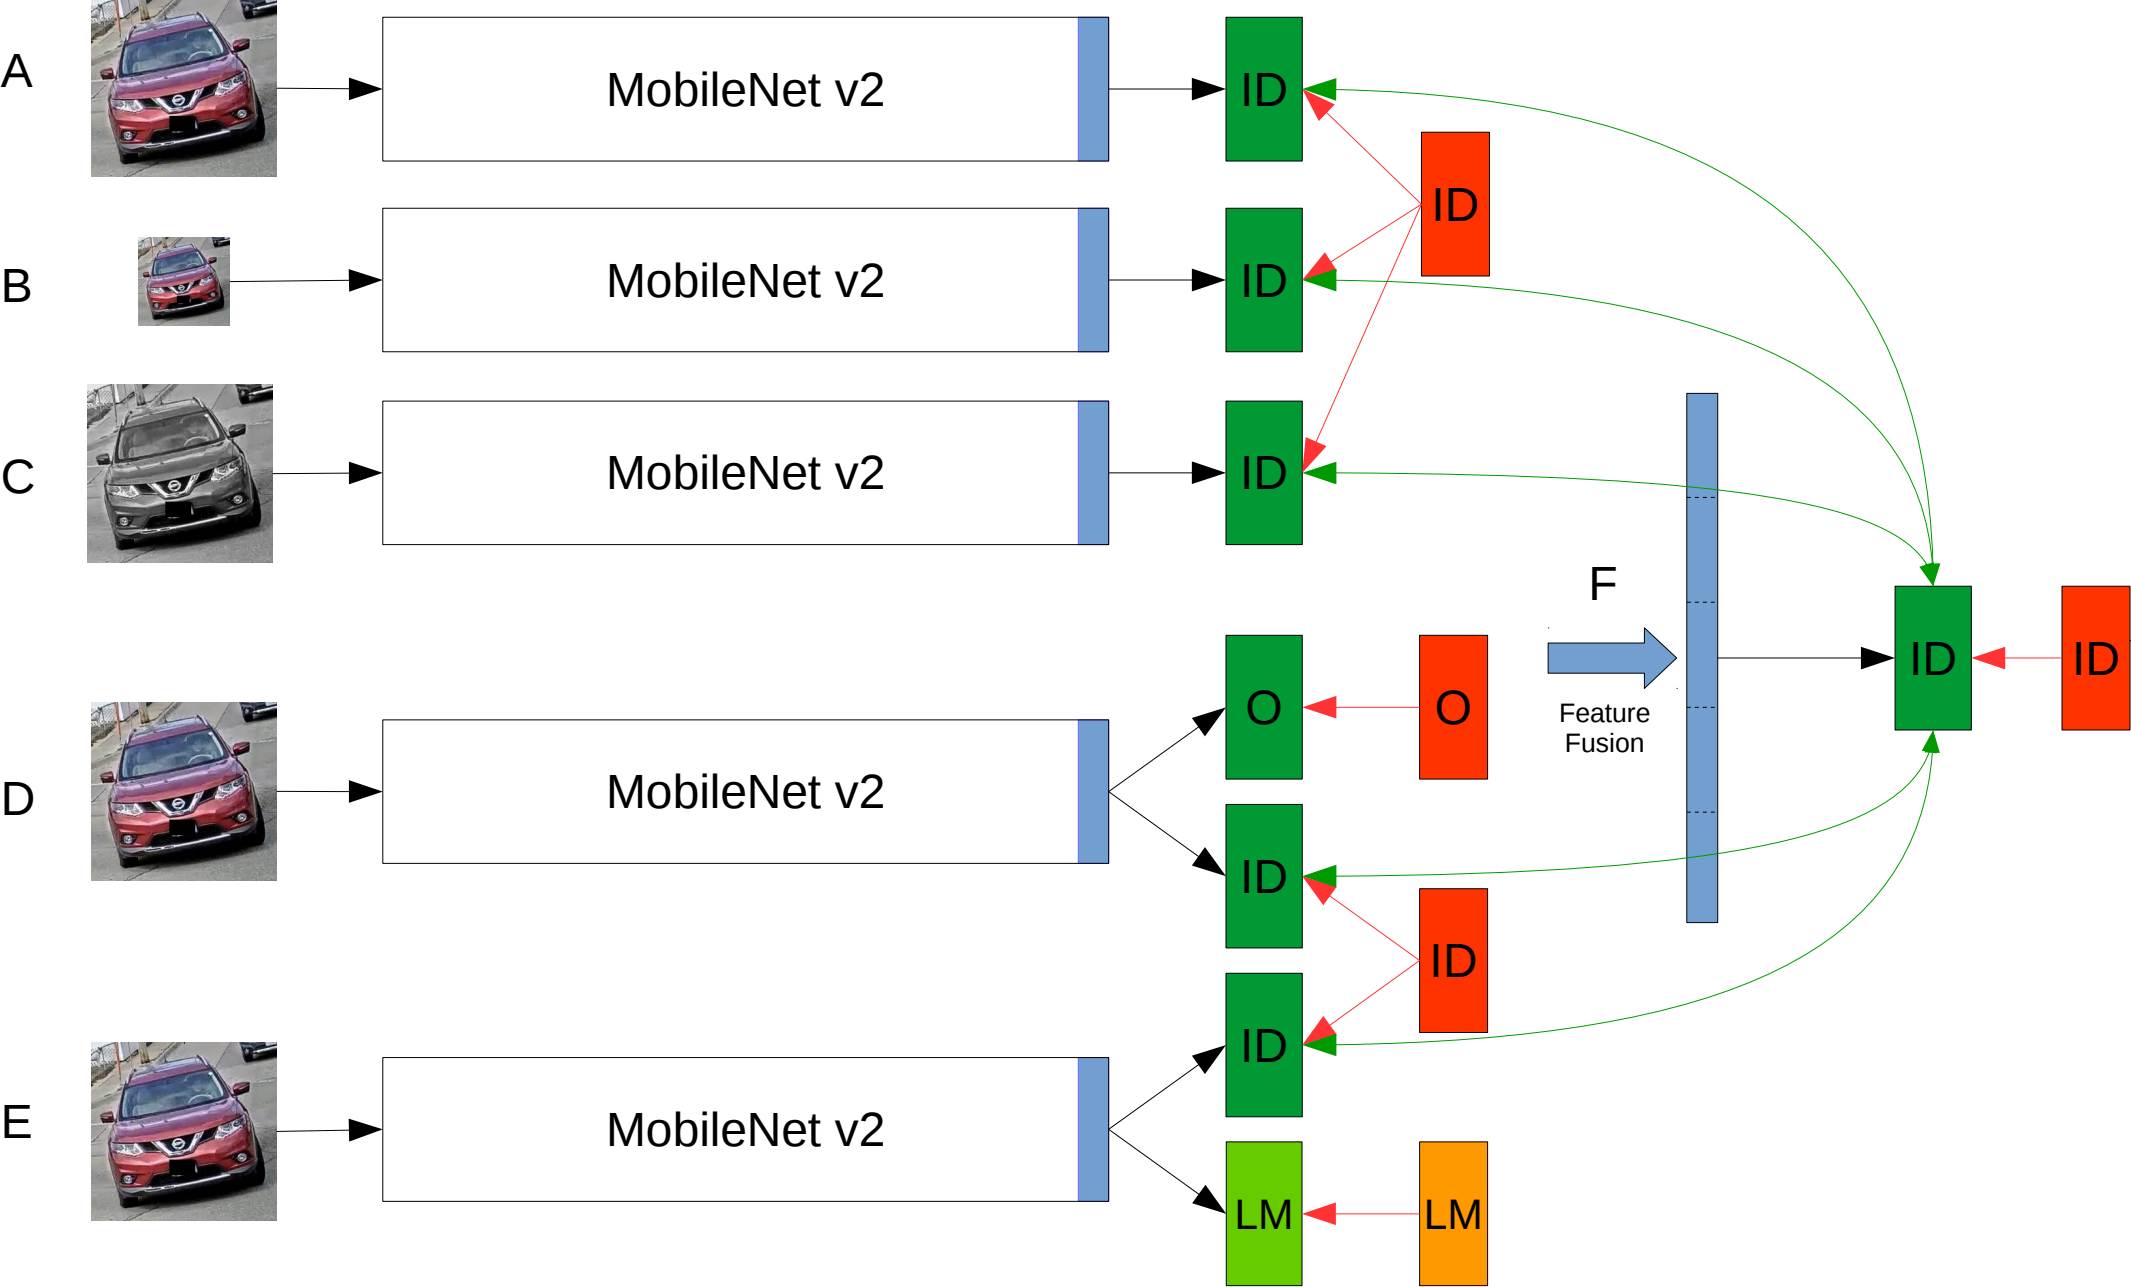 A
MobileNet v2
ID
ID
B
MobileNet v2
ID
C
MobileNet v2
ID
F
Feature
Fusion
ID
ID
D
MobileNet v2
O
O
ID
ID
E
MobileNet v2
ID
LM
LM